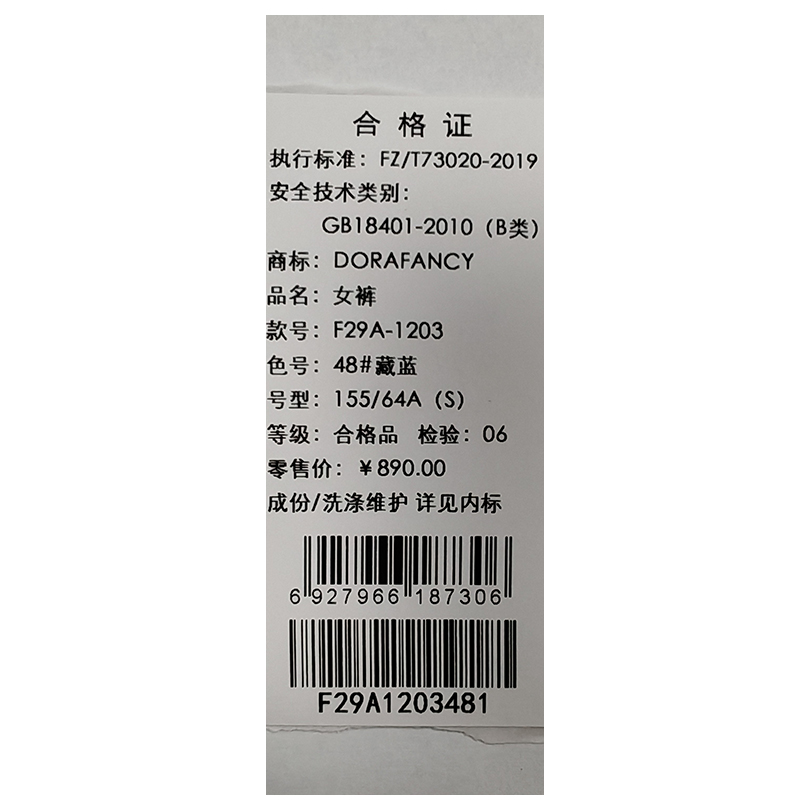 合格证
执行标准：FZ/T73020-2019
安全技术类别：
GB18401-2010（B类）
商标：DORAFANCY
品名：女裤
款号：F29A-1203
色号：48#藏蓝
号型：155/64A（S）
等级：合格品 检验：06
零售价：￥890.00
成份/洗涤维护 详见内标
6 927966 187306
F29A1203481